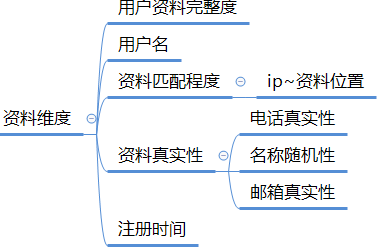 用户资料完整度
用户名
资料匹配程度
ip~资料位置
资料维度
电话真实性
资料真实性
名称随机性
邮箱真实性
注册时间